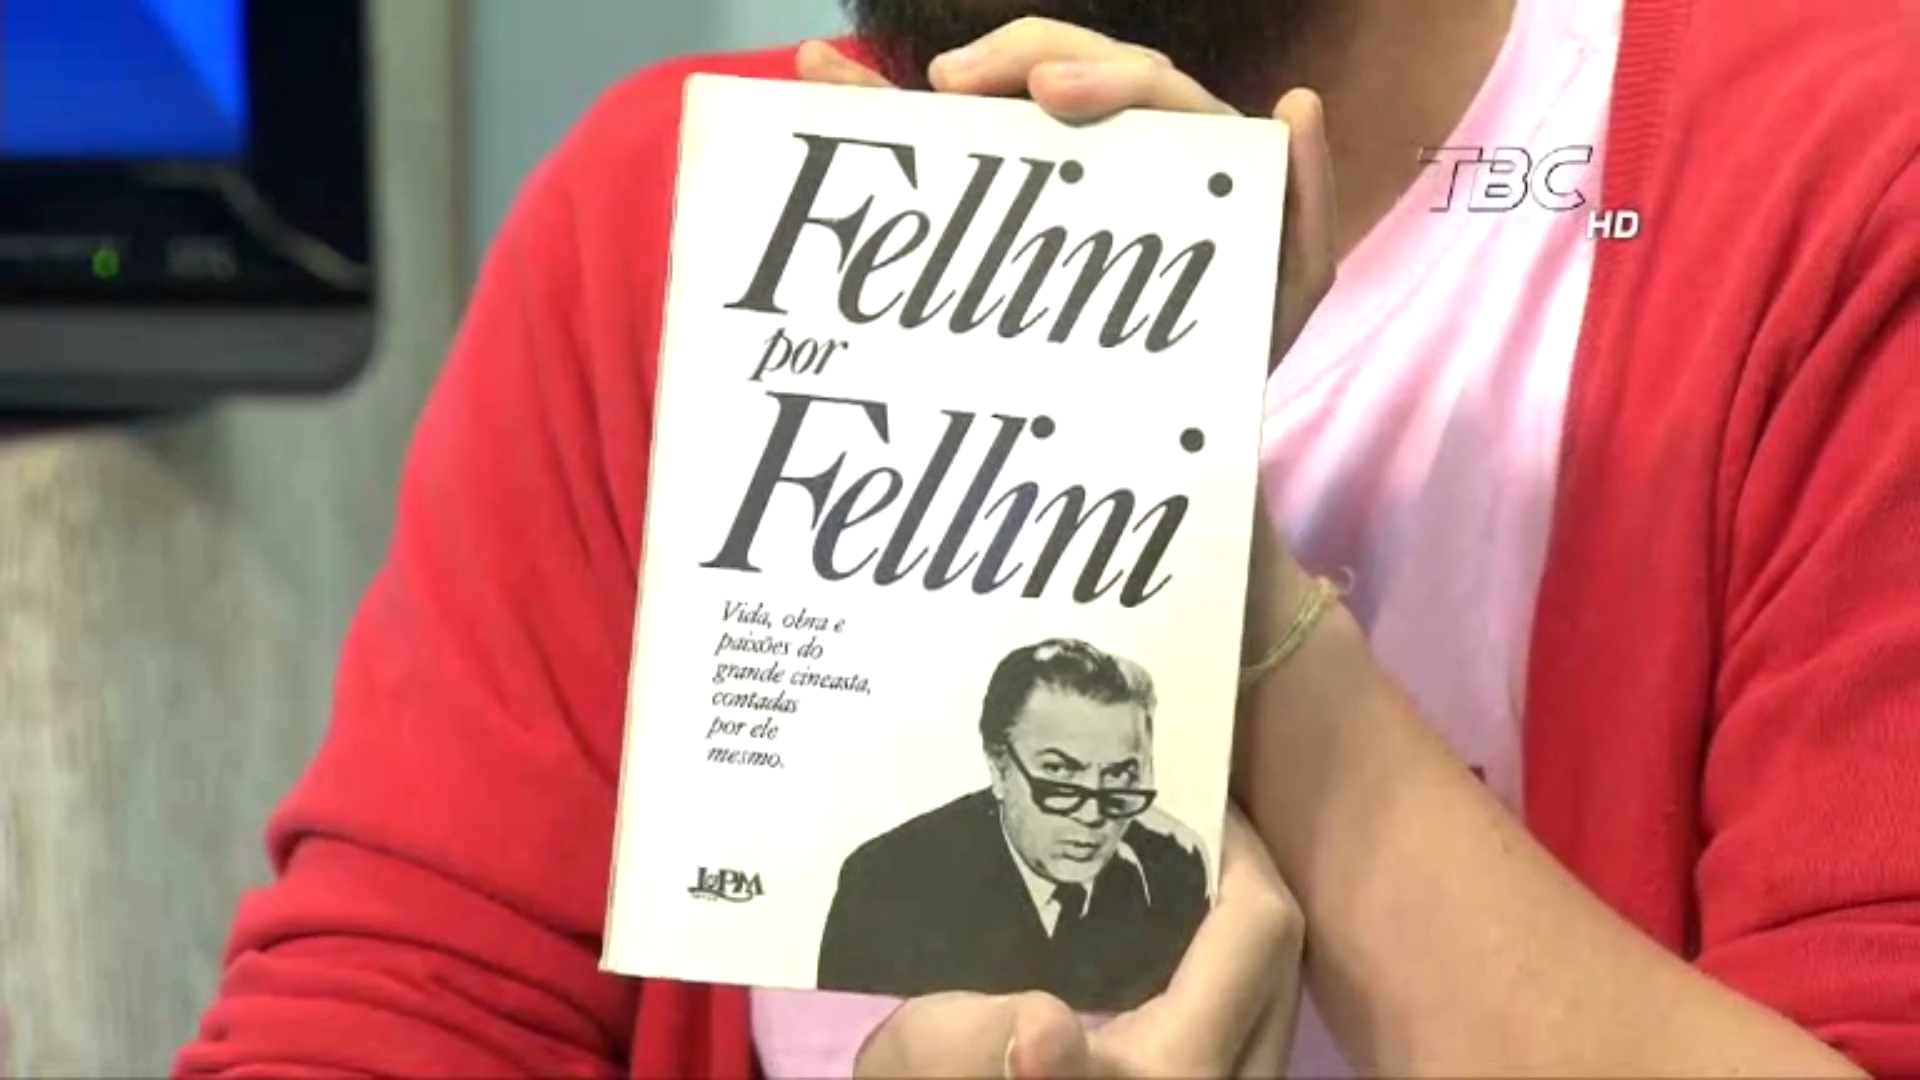 Fellini
por
Fellini
Vida, obra e
paixões do
grande cineasta,
contadas
por ele
mesmo.
L&PM
TBC
HD